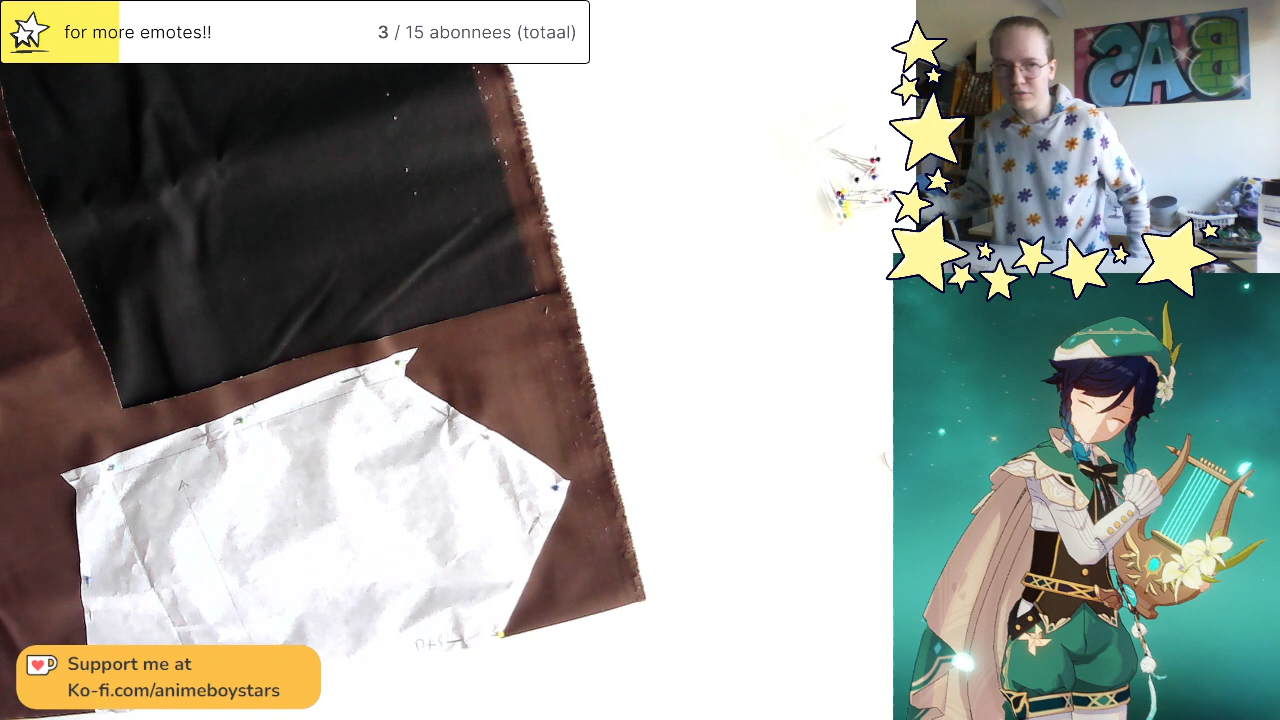 for more emotes!!
3 / 15 abonnees (totaal)
BAS
Support me at
Ko-fi.com/animeboystars